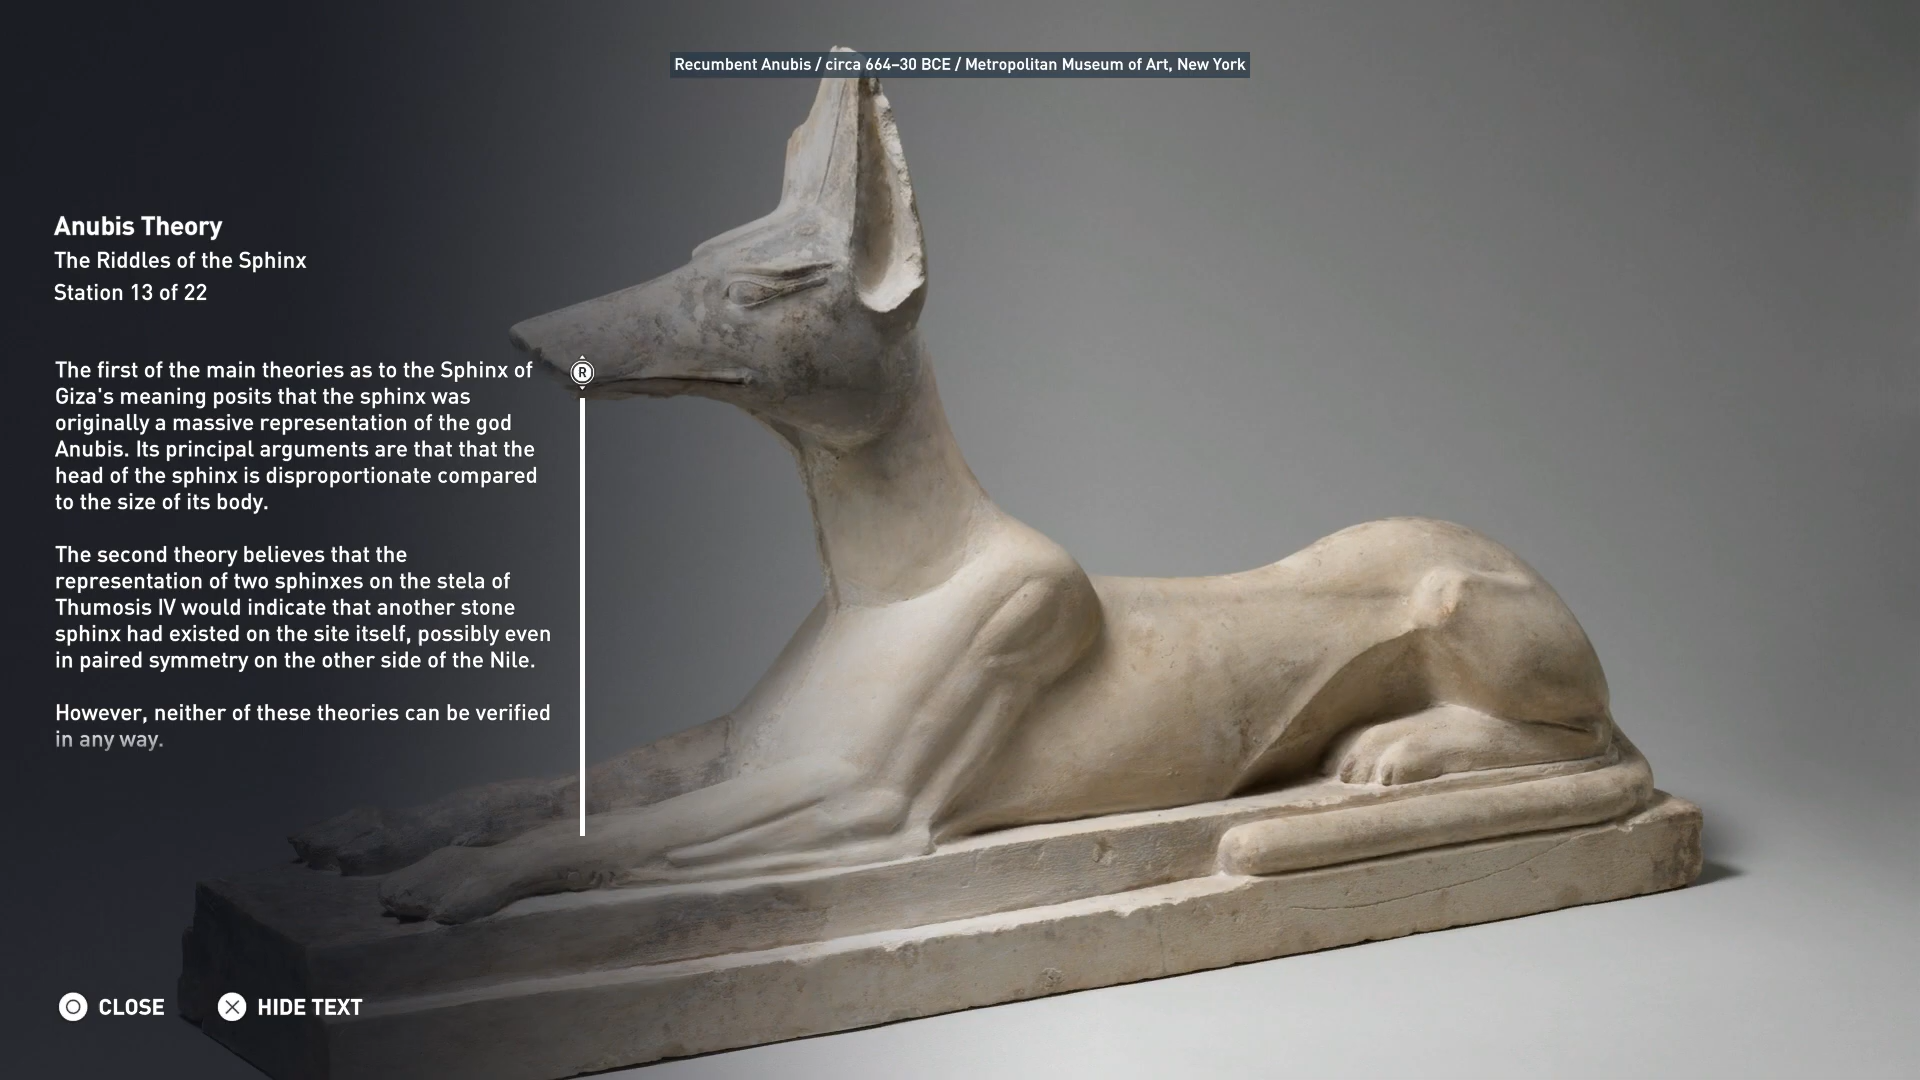 Recumbent Anubis / circa 664–30 BCE / Metropolitan Museum of Art, New York
Anubis Theory
The Riddles of the Sphinx
Station 13 of 22
The first of the main theories as to the Sphinx of
Giza's meaning posits that the sphinx was
originally a massive representation of the god
Anubis. Its principal arguments are that that the
head of the sphinx is disproportionate compared
to the size of its body.
The second theory believes that the
representation of two sphinxes on the stela of
Thumosis IV would indicate that another stone
sphinx had existed on the site itself, possibly even
in paired symmetry on the other side of the Nile.
However, neither of these theories can be verified
in any way.
R
CLOSE
HIDE TEXT